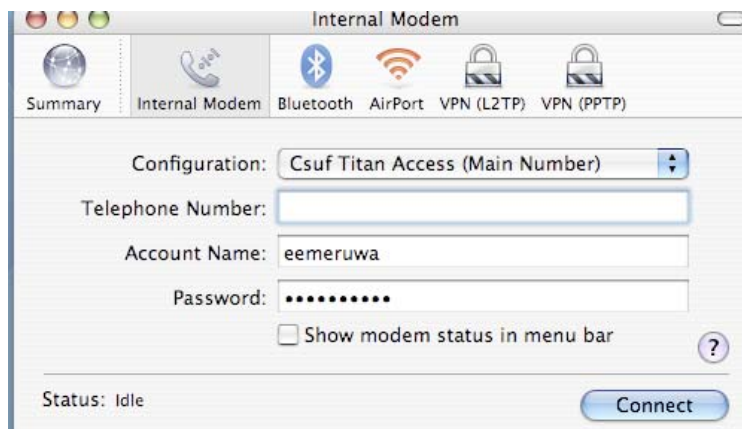 Internal Modem
Summary Internal Modem Bluetooth AirPort VPN (L2TP) VPN (PPTP)
Configuration: Csuf Titan Access (Main Number)
Telephone Number:
Account Name: eemeruwa
Password: ••••••••••
Show modem status in menu bar
?
Status: Idle
Connect